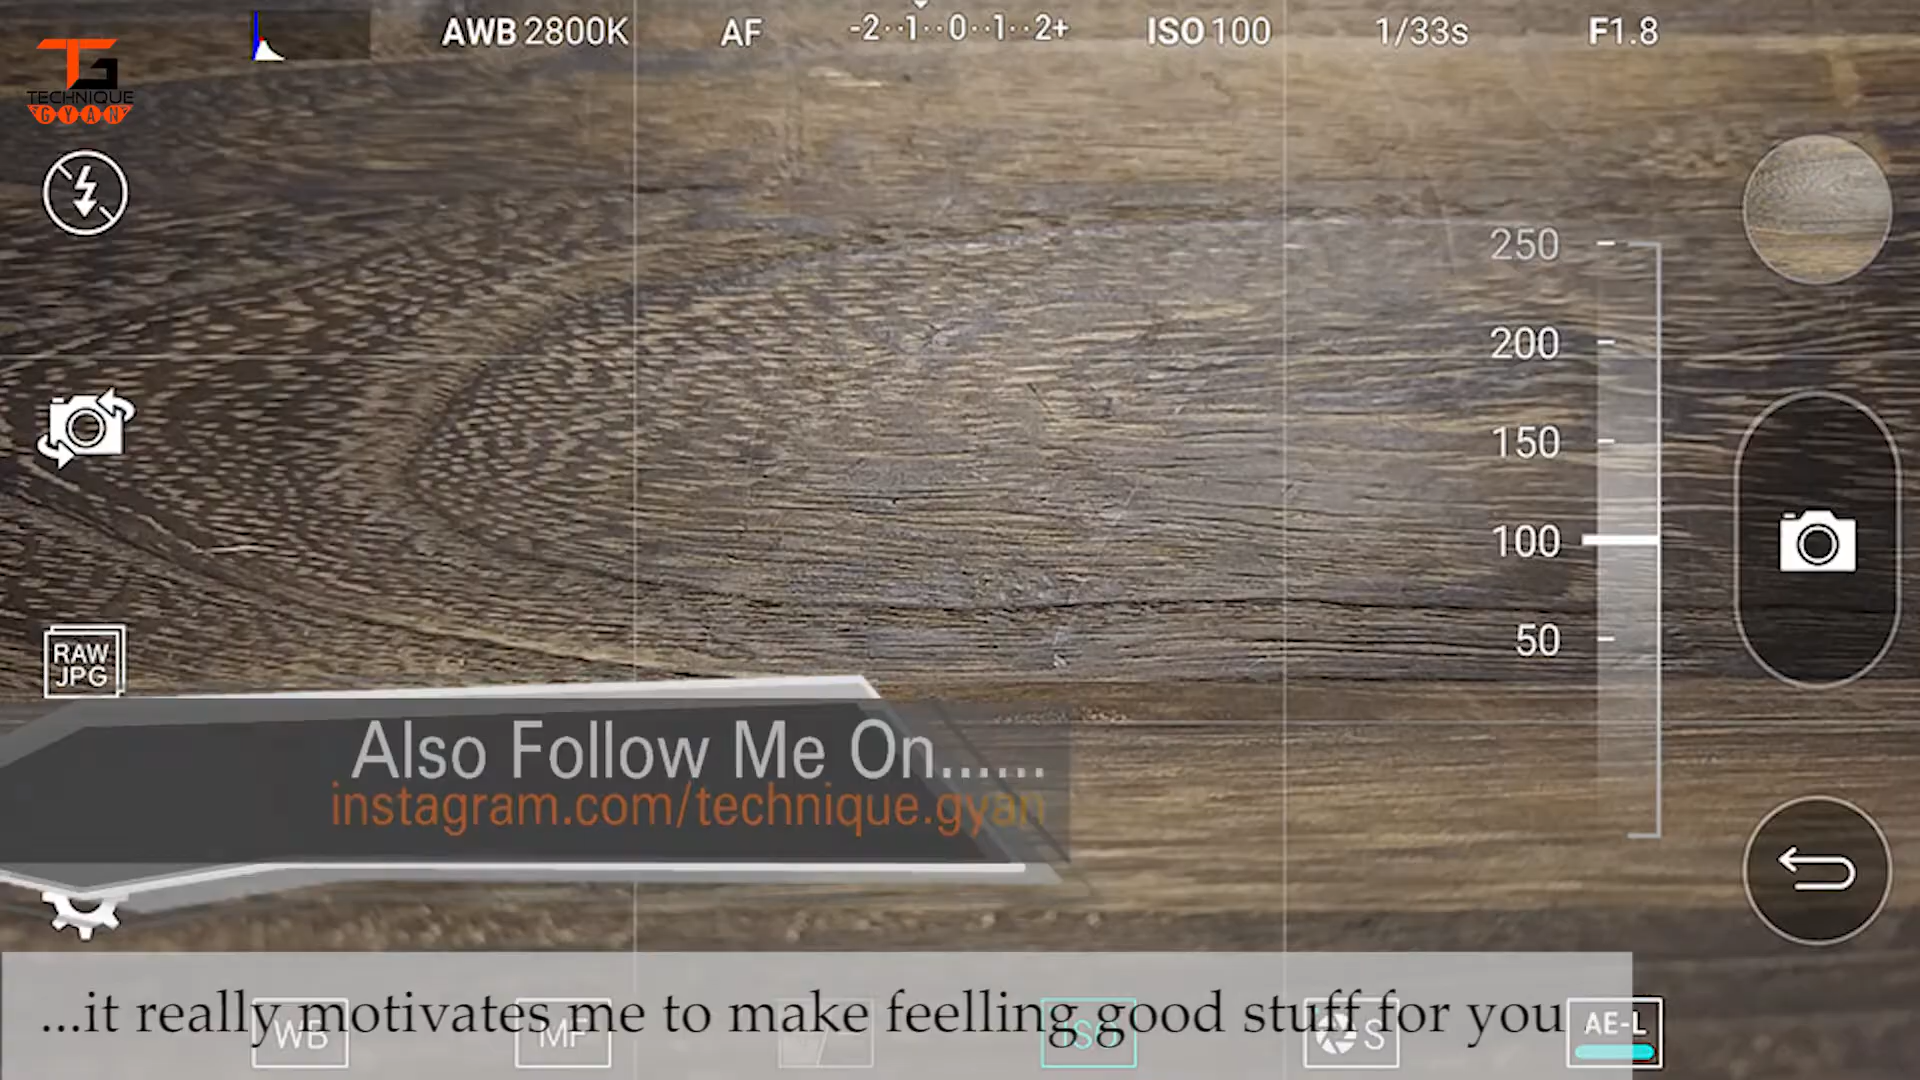 AWB 2800K AF -2··1··0··1··2+ ISO 100 1/33s F1.8
TG
TECHNIQUE
GYAN
250
200
150
100
50
RAW
JPG
Also Follow Me On......
instagram.com/technique.gyan
...it really motivates me to make feelling good stuff for you
WB MF ISO S AE-L